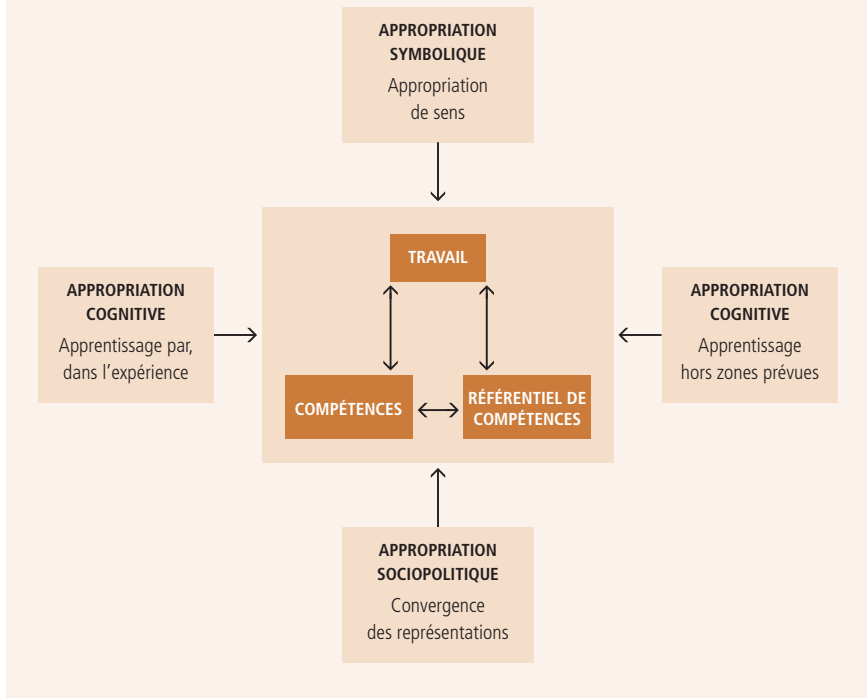 APPROPRIATION
SYMBOLIQUE
Appropriation
de sens
TRAVAIL
APPROPRIATION
COGNITIVE
Apprentissage par,
dans l’expérience
APPROPRIATION
COGNITIVE
Apprentissage
hors zones prévues
COMPÉTENCES
RÉFÉRENTIEL DE
COMPÉTENCES
APPROPRIATION
SOCIOPOLITIQUE
Convergence
des représentations